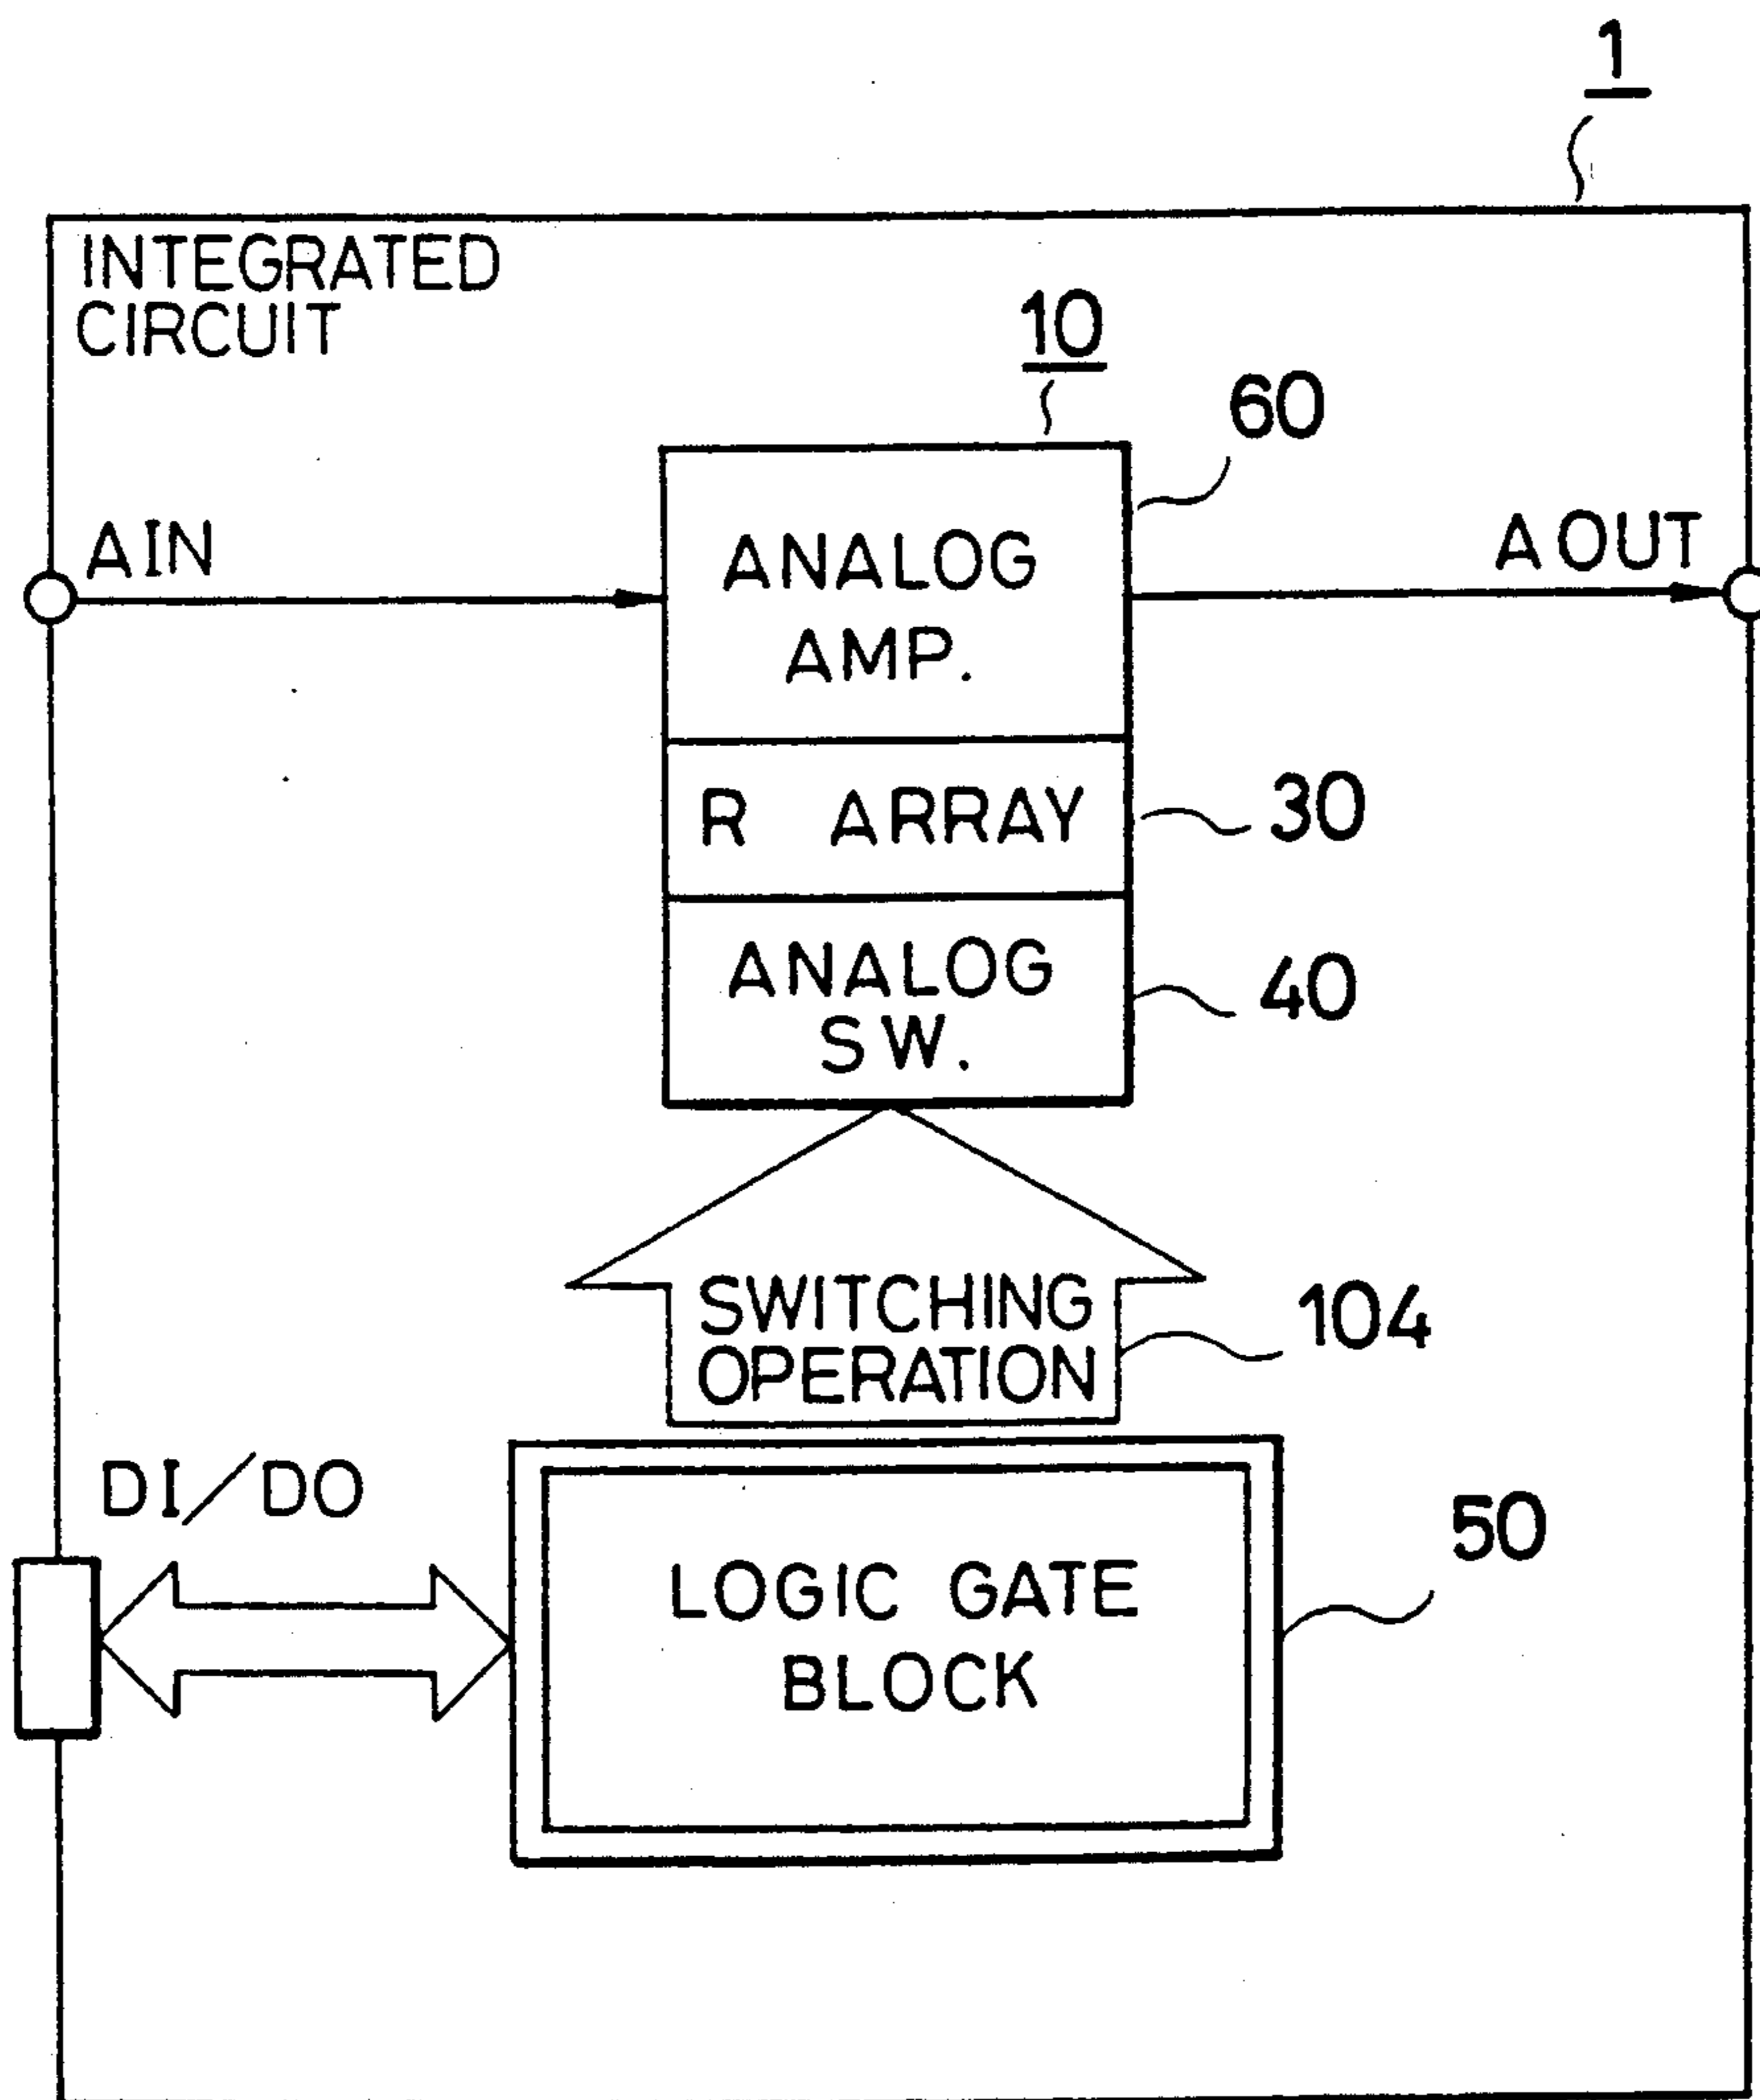 1
INTEGRATED
CIRCUIT
10
60
AIN
A OUT
ANALOG
AMP.
R ARRAY
30
ANALOG
SW.
40
SWITCHING
OPERATION
104
DI/DO
50
LOGIC GATE
BLOCK